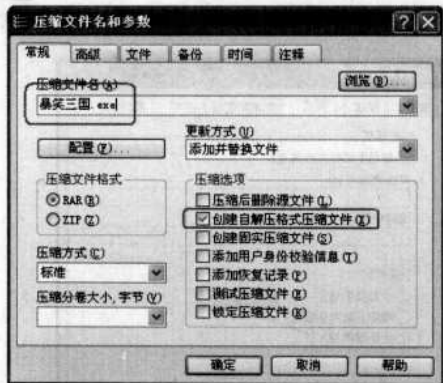 压缩文件名和参数
常规 高级 文件 备份 时间 注释
压缩文件名(A)
浏览(B)...
暴笑三国.exe
更新方式(U)
配置(F)...
添加并替换文件
压缩文件格式
RAR(R)
ZIP(Z)
压缩选项
压缩后删除源文件(L)
创建自解压格式压缩文件(X)
创建固实压缩文件(S)
添加用户身份校验信息(T)
添加恢复记录(P)
测试压缩文件(E)
锁定压缩文件(K)
压缩方式(C)
标准
压缩分卷大小,字节(V)
确定 取消 帮助